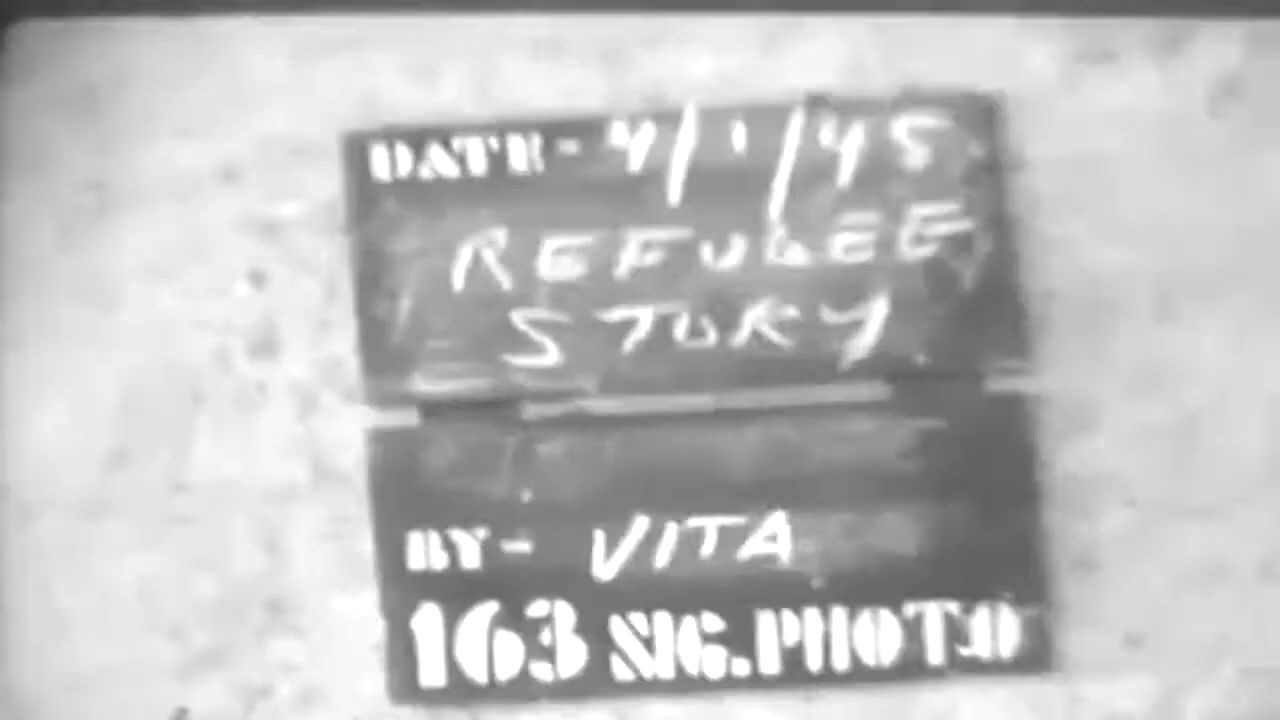 DATE- 4/1/45
REFUGEE
STORY
BY- VITA
163 SIG.PHOTO